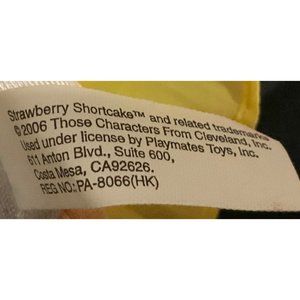 Strawberry Shortcake™ and related trademarks
©2006 Those Characters From Cleveland, Inc.
Used under license by Playmates Toys, Inc.
611 Anton Blvd., Suite 600,
Costa Mesa, CA92626.
REG NO.:PA-8066(HK)